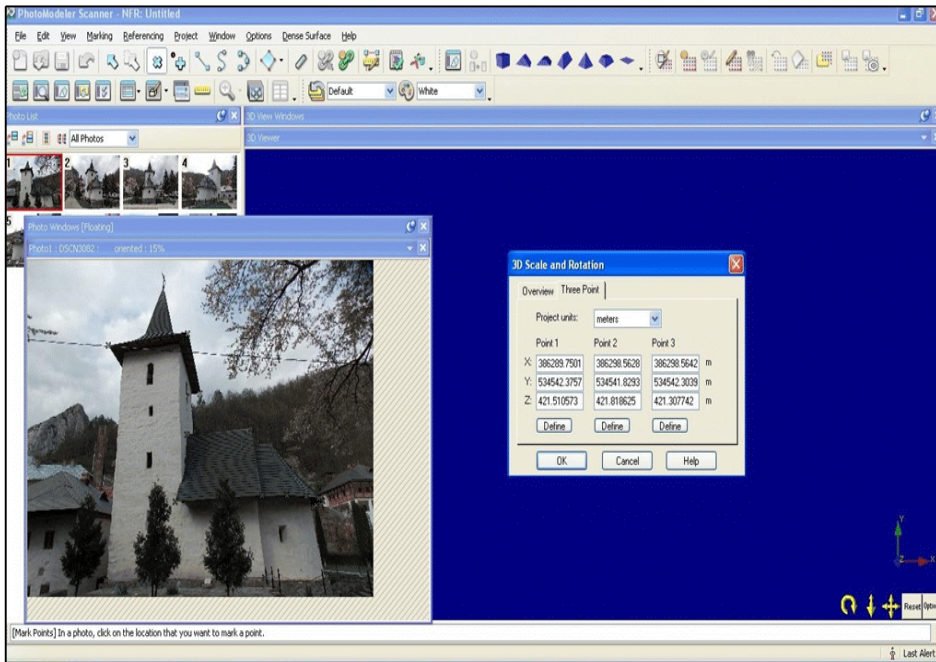 PhotoModeler Scanner - NFR: Untitled
File Edit View Marking Referencing Project Window Options Dense Surface Help
Default White
Photo List
3D View Windows
All Photos
3D Viewer
1 2 3 4
5
Photo Windows [Floating]
Photo1 : DSCN3082 : oriented : 15%
3D Scale and Rotation
Overview Three Point
Project units: meters
Point 1 Point 2 Point 3
X: 386289.7501 386298.5628 386298.5642 m
Y: 534542.3757 534541.8293 534542.3039 m
Z: 421.510573 421.818625 421.307742 m
Define Define Define
OK Cancel Help
Y
Z X
Reset
[Mark Points] In a photo, click on the location that you want to mark a point.
Last Alert